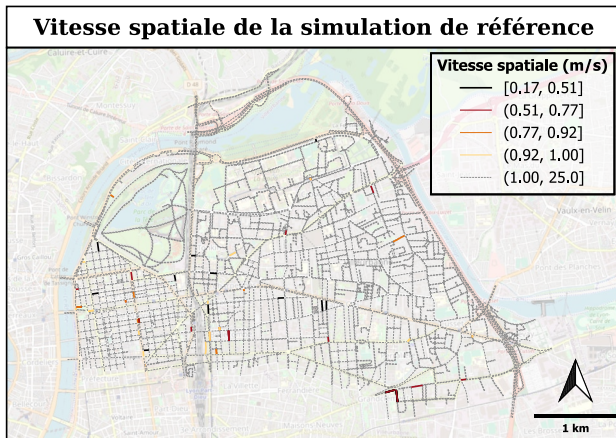 Vitesse spatiale de la simulation de référence
Vitesse spatiale (m/s)
[0.17, 0.51]
(0.51, 0.77]
(0.77, 0.92]
(0.92, 1.00]
(1.00, 25.0]
Caluire-et-Cuire
Vaulx-en-Velin
1 km